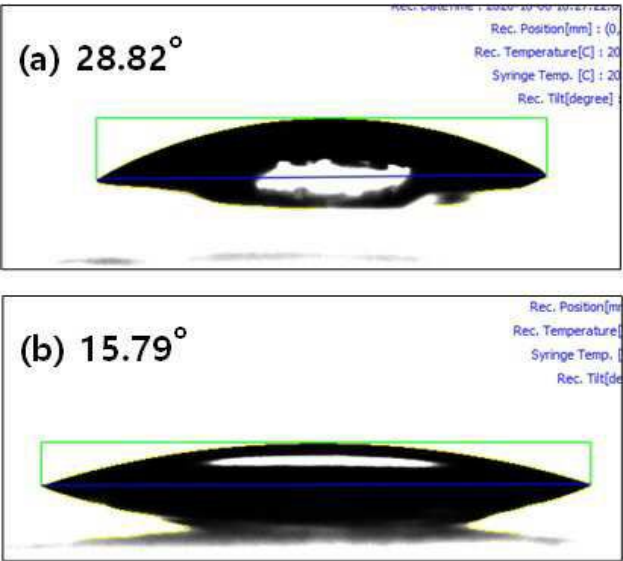 Rec. Position[mm] : (0,
(a) 28.82°
Rec. Temperature[C] : 20
Syringe Temp. [C] : 20
Rec. Tilt[degree] :
Rec. Position[mm
(b) 15.79°
Rec. Temperature[
Syringe Temp. [
Rec. Tilt[de